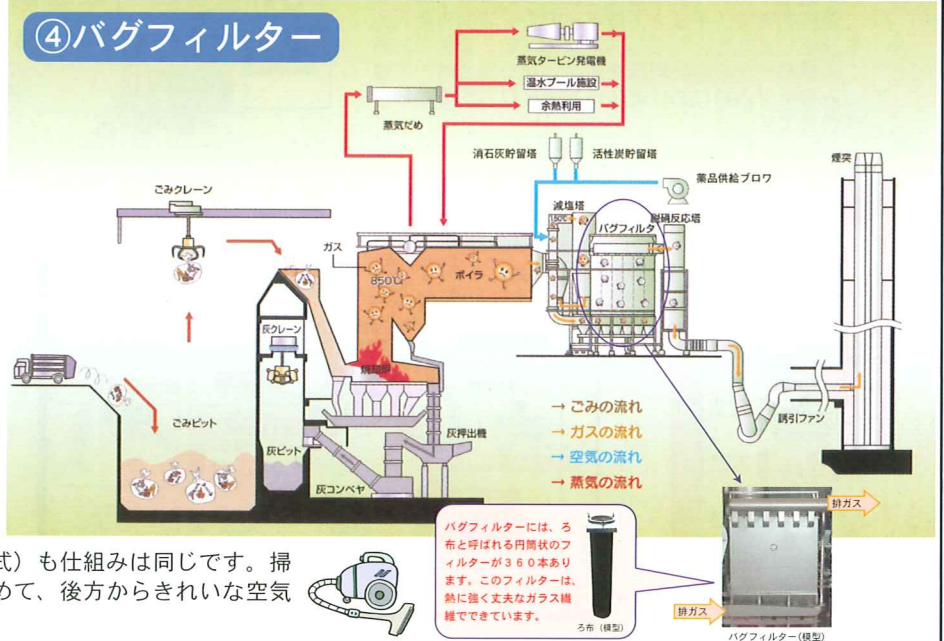 ④バグフィルター
蒸気タービン発電機
温水プール施設
余熱利用
蒸気だめ
消石灰貯留塔
活性炭貯留塔
煙突
薬品供給ブロワ
ごみクレーン
減塩塔
150℃
脱硝反応塔
バグフィルタ
ガス
850℃
ボイラ
灰クレーン
焼却炉
ごみピット
→ ごみの流れ
→ ガスの流れ
→ 空気の流れ
→ 蒸気の流れ
誘引ファン
灰押出機
灰ピット
灰コンベヤ
排ガス
バグフィルターには、ろ
布と呼ばれる円筒状のフ
ィルターが３６０本あり
ます。このフィルターは、
熱に強く丈夫なガラス繊
維でできています。
ろ布（模型）
排ガス
バグフィルター（模型）
式）も仕組みは同じです。掃
めて、後方からきれいな空気